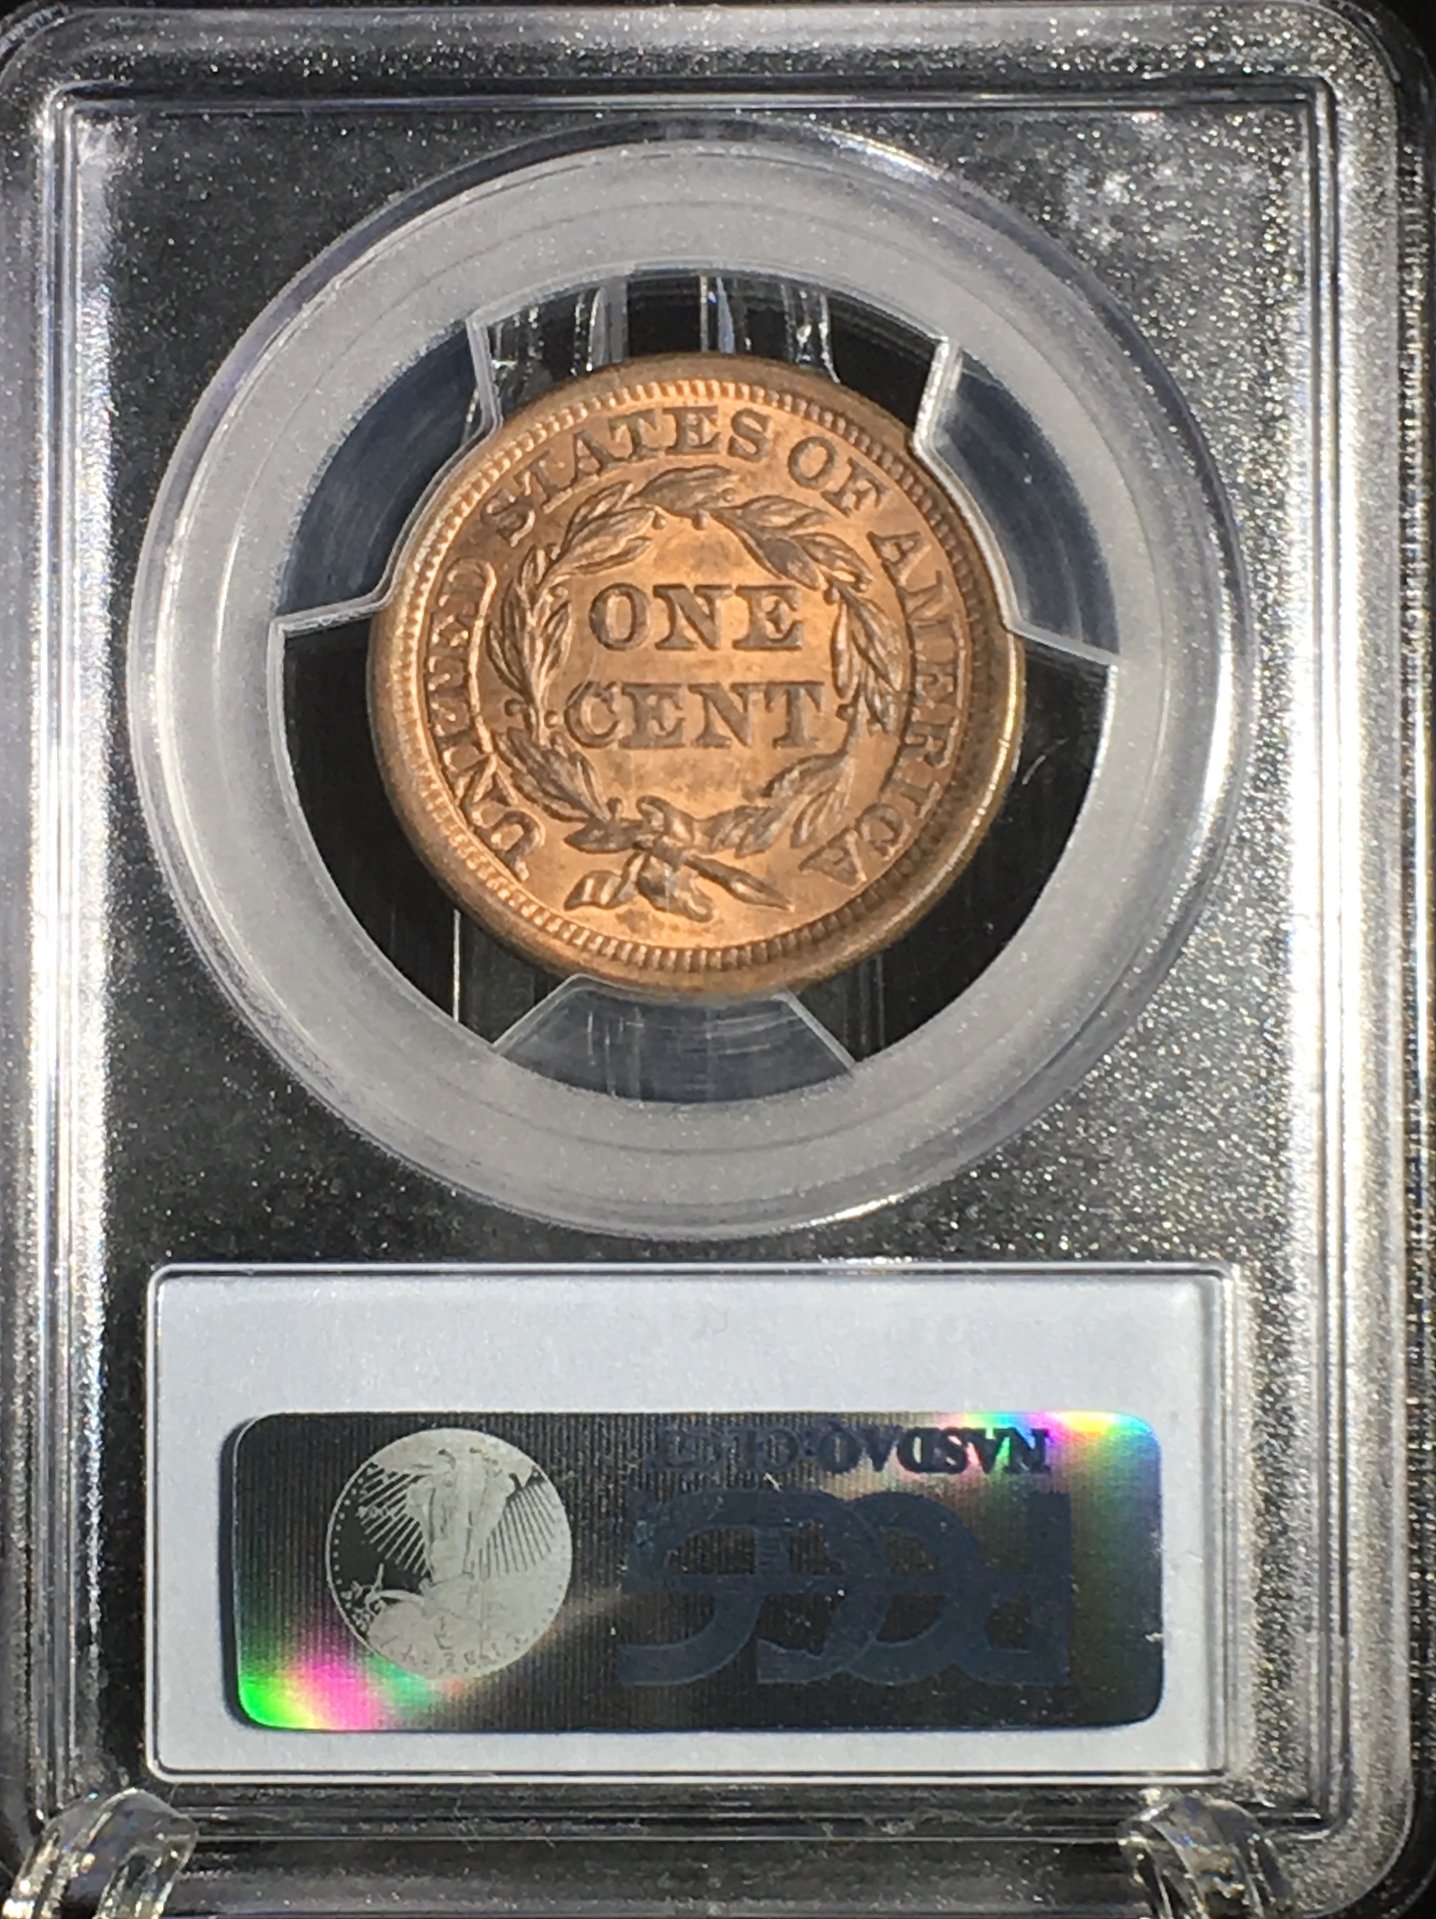 UNITED STATES OF AMERICA
ONE
CENT
NASDAQ:CLCT
PCGS